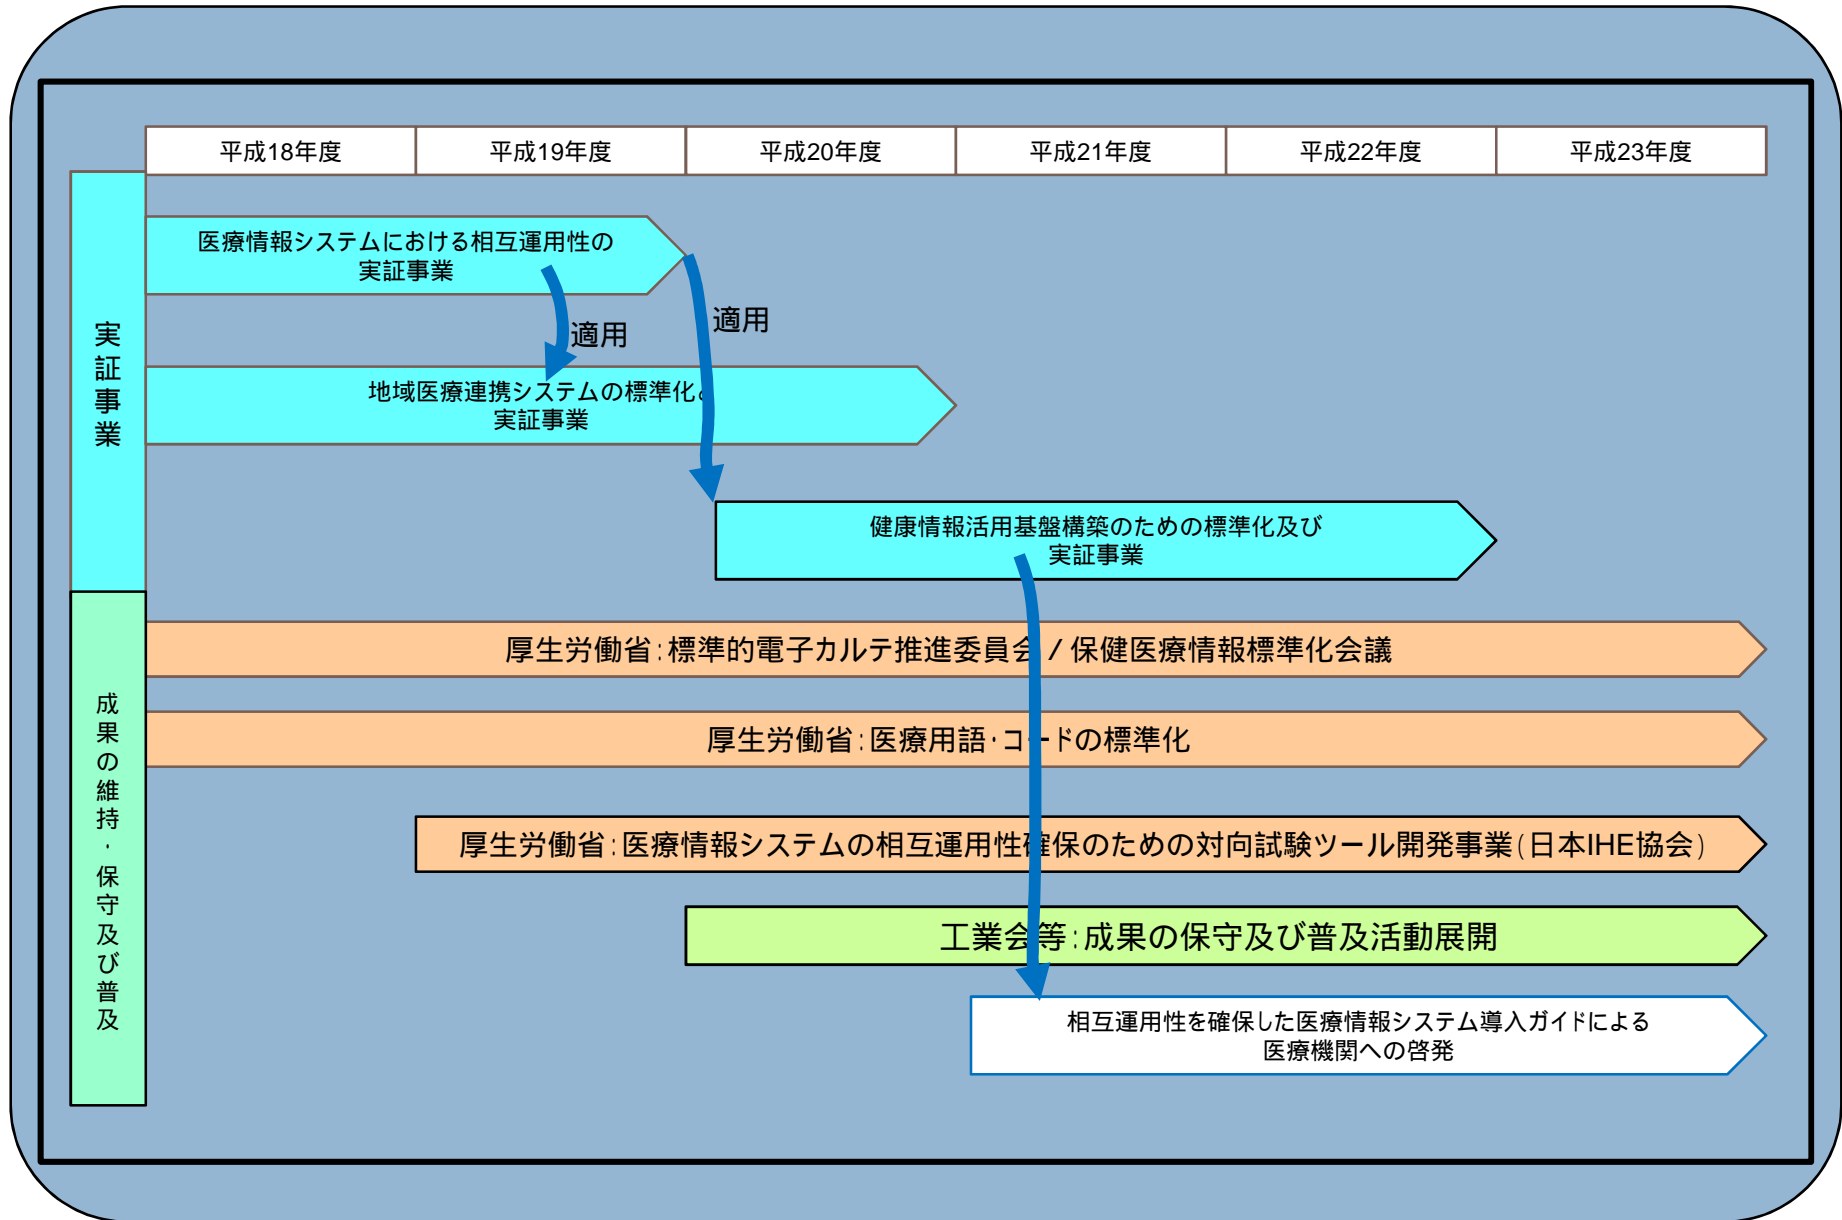 平成18年度
平成19年度
平成20年度
平成21年度
平成22年度
平成23年度
実証事業
医療情報システムにおける相互運用性の
実証事業
適用
適用
地域医療連携システムの標準化
実証事業
健康情報活用基盤構築のための標準化及び
実証事業
成果の維持・保守及び普及
厚生労働省:標準的電子カルテ推進委員会/保健医療情報標準化会議
厚生労働省:医療用語・コードの標準化
厚生労働省:医療情報システムの相互運用性確保のための対向試験ツール開発事業(日本IHE協会)
工業会等:成果の保守及び普及活動展開
相互運用性を確保した医療情報システム導入ガイドによる
医療機関への啓発